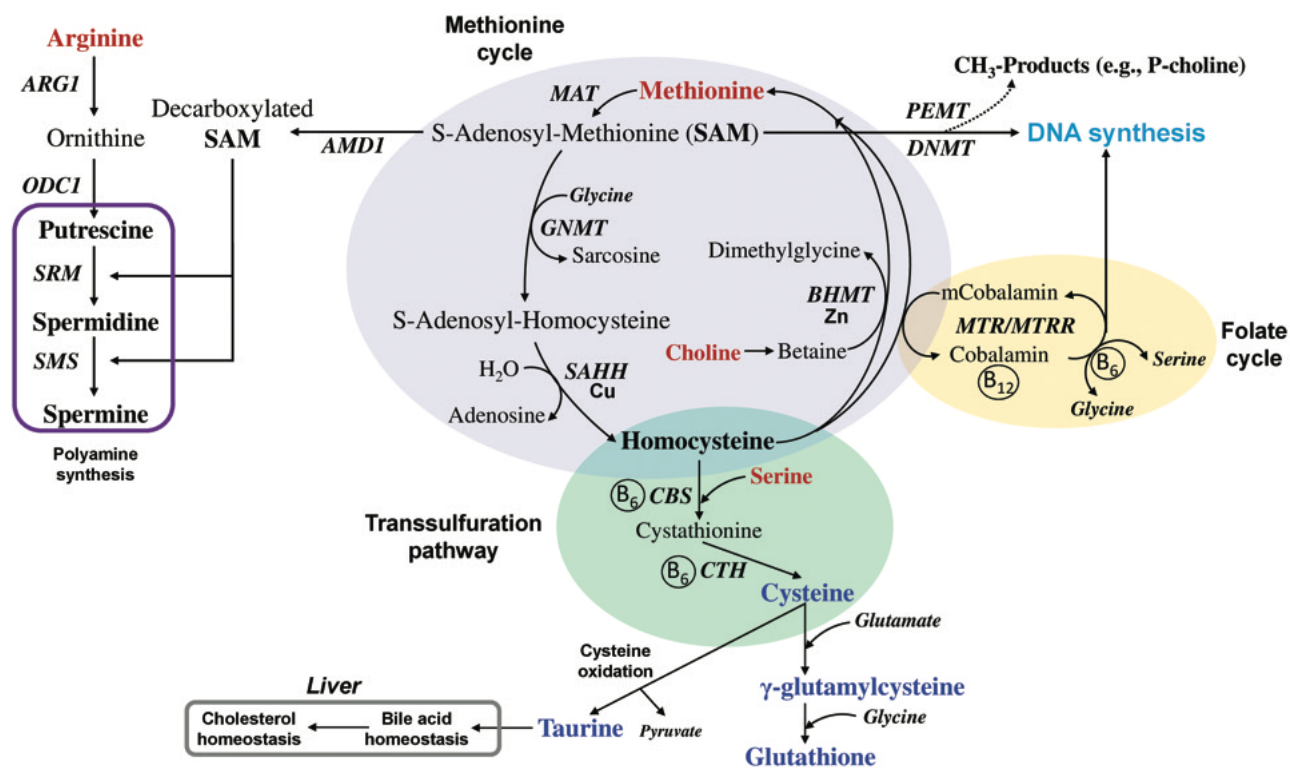 Methionine
cycle
Arginine
ARG1
Ornithine
ODC1
Putrescine
SRM
Spermidine
SMS
Spermine
Polyamine
synthesis
Decarboxylated
SAM
AMD1
MAT
Methionine
S-Adenosyl-Methionine (SAM)
Glycine
GNMT
Sarcosine
S-Adenosyl-Homocysteine
H₂O
SAHH
Cu
Adenosine
Homocysteine
Dimethylglycine
BHMT
Zn
Choline
Betaine
CH₃-Products (e.g., P-choline)
PEMT
DNMT
DNA synthesis
mCobalamin
MTR/MTRR
Cobalamin
B₁₂
B₆
Serine
Glycine
Folate
cycle
Transsulfuration
pathway
Serine
B₆ CBS
Cystathionine
B₆ CTH
Cysteine
Glutamate
γ-glutamylcysteine
Glycine
Glutathione
Cysteine
oxidation
Pyruvate
Taurine
Liver
Bile acid
homeostasis
Cholesterol
homeostasis